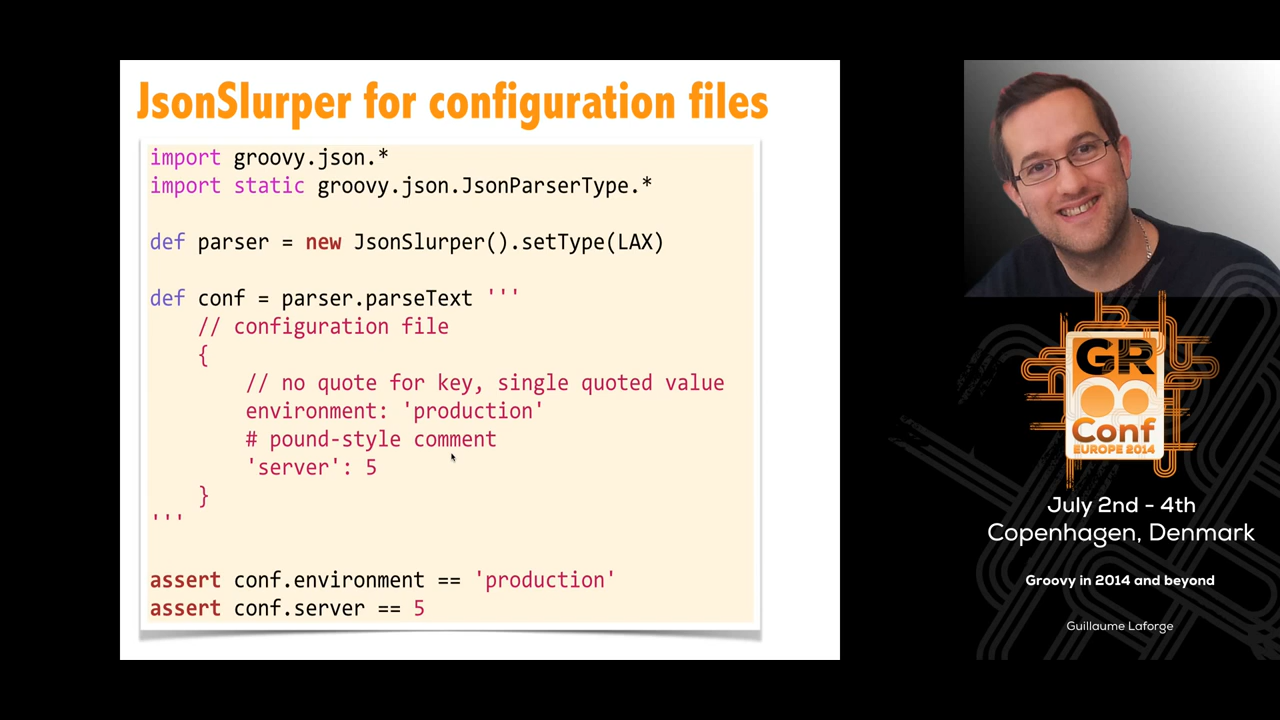 JsonSlurper for configuration files
import groovy.json.*
import static groovy.json.JsonParserType.*
def parser = new JsonSlurper().setType(LAX)
def conf = parser.parseText '''
// configuration file
{
// no quote for key, single quoted value
environment: 'production'
# pound-style comment
'server': 5
}
'''
assert conf.environment == 'production'
assert conf.server == 5
GR
Conf
EUROPE 2014
July 2nd - 4th
Copenhagen, Denmark
Groovy in 2014 and beyond
Guillaume Laforge